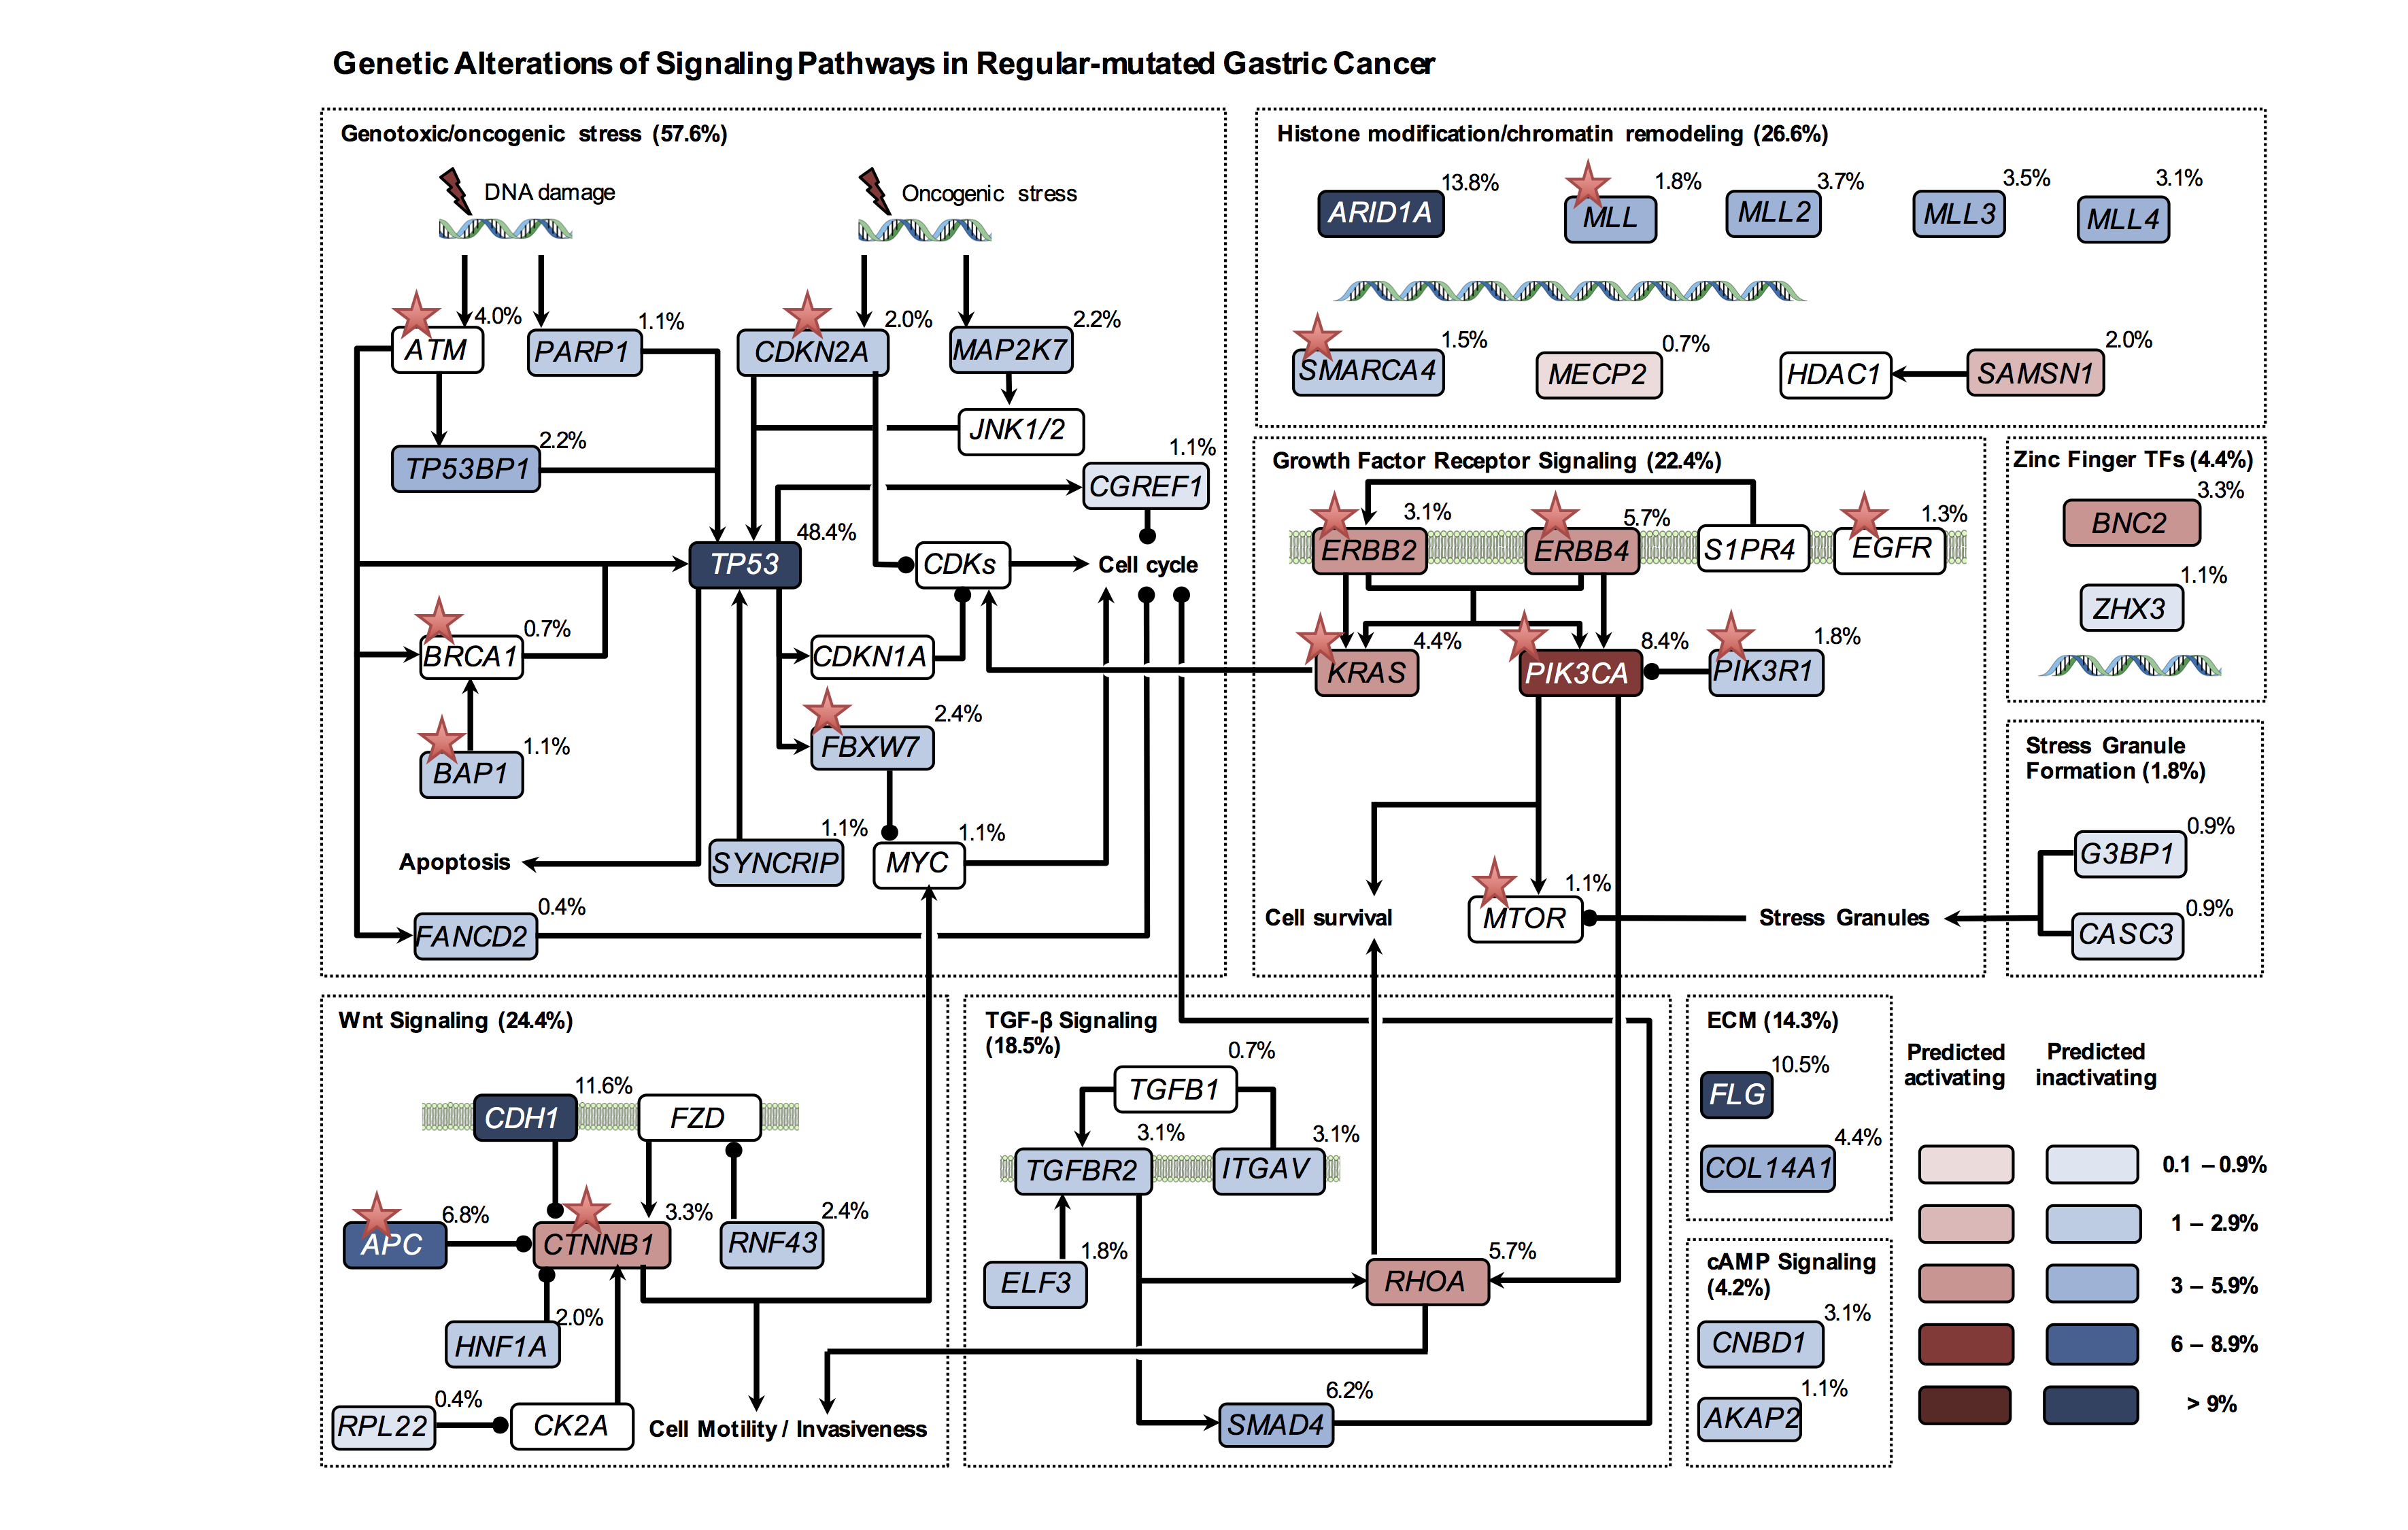 Genetic Alterations of Signaling Pathways in Regular-mutated Gastric Cancer
Genotoxic/oncogenic stress (57.6%)
DNA damage
Oncogenic stress
ATM
4.0%
PARP1
1.1%
CDKN2A
2.0%
MAP2K7
2.2%
JNK1/2
TP53BP1
2.2%
CGREF1
1.1%
TP53
48.4%
CDKs
Cell cycle
BRCA1
0.7%
CDKN1A
BAP1
1.1%
FBXW7
2.4%
Apoptosis
SYNCRIP
1.1%
MYC
1.1%
FANCD2
0.4%
Histone modification/chromatin remodeling (26.6%)
ARID1A
13.8%
MLL
1.8%
MLL2
3.7%
MLL3
3.5%
MLL4
3.1%
SMARCA4
1.5%
MECP2
0.7%
HDAC1
SAMSN1
2.0%
Growth Factor Receptor Signaling (22.4%)
ERBB2
3.1%
ERBB4
5.7%
S1PR4
EGFR
1.3%
KRAS
4.4%
PIK3CA
8.4%
PIK3R1
1.8%
Cell survival
MTOR
1.1%
Stress Granules
Zinc Finger TFs (4.4%)
BNC2
3.3%
ZHX3
1.1%
Stress Granule
Formation (1.8%)
G3BP1
0.9%
CASC3
0.9%
Wnt Signaling (24.4%)
CDH1
11.6%
FZD
APC
6.8%
CTNNB1
3.3%
RNF43
2.4%
HNF1A
2.0%
RPL22
0.4%
CK2A
Cell Motility / Invasiveness
TGF-β Signaling
(18.5%)
TGFB1
0.7%
TGFBR2
3.1%
ITGAV
3.1%
ELF3
1.8%
RHOA
5.7%
SMAD4
6.2%
ECM (14.3%)
FLG
10.5%
COL14A1
4.4%
cAMP Signaling
(4.2%)
CNBD1
3.1%
AKAP2
1.1%
Predicted
activating
Predicted
inactivating
0.1 – 0.9%
1 – 2.9%
3 – 5.9%
6 – 8.9%
> 9%